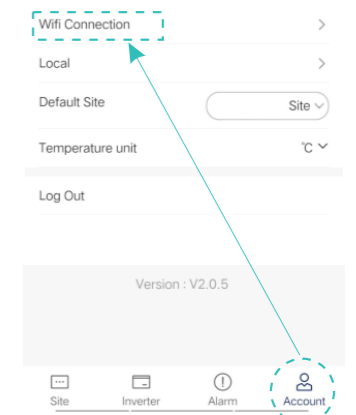 Wifi Connection
Local
Default Site Site
Temperature unit °C
Log Out
Version : V2.0.5
Site Inverter Alarm Account